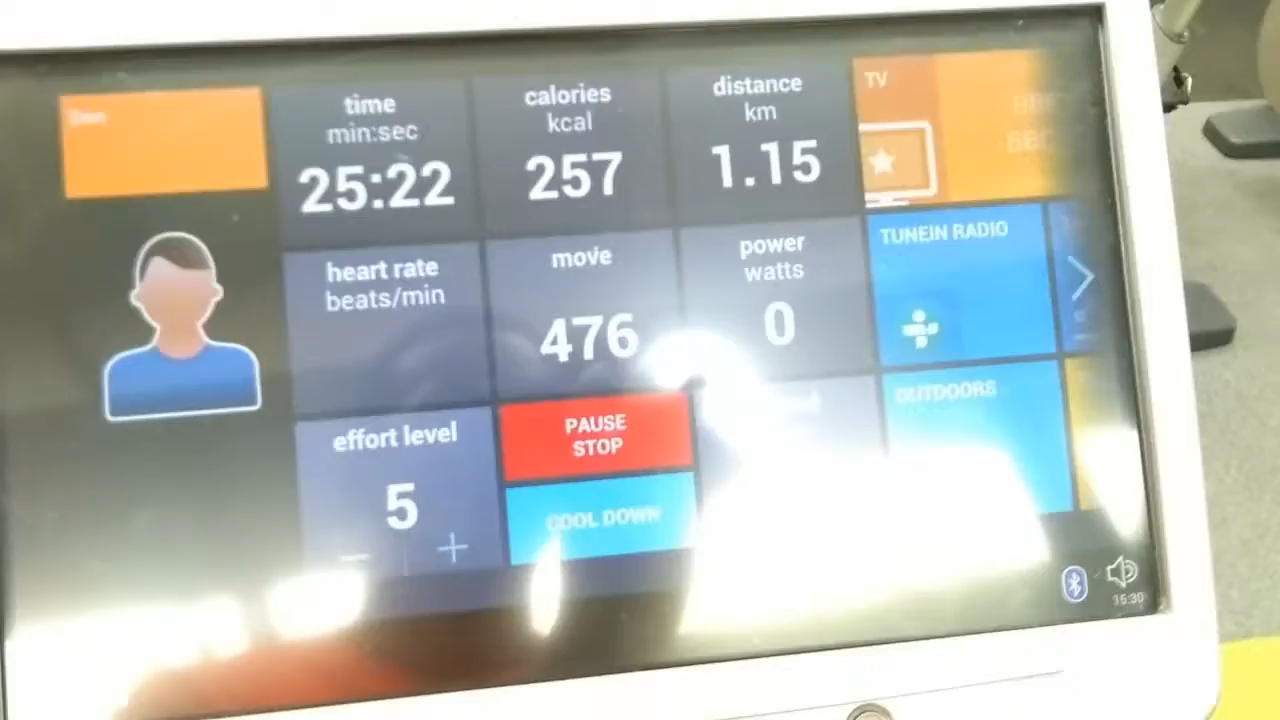 time
min:sec
25:22
calories
kcal
257
distance
km
1.15
TV
heart rate
beats/min
move
476
power
watts
0
TUNEIN RADIO
effort level
5
− +
PAUSE
STOP
COOL DOWN
OUTDOORS
15:30